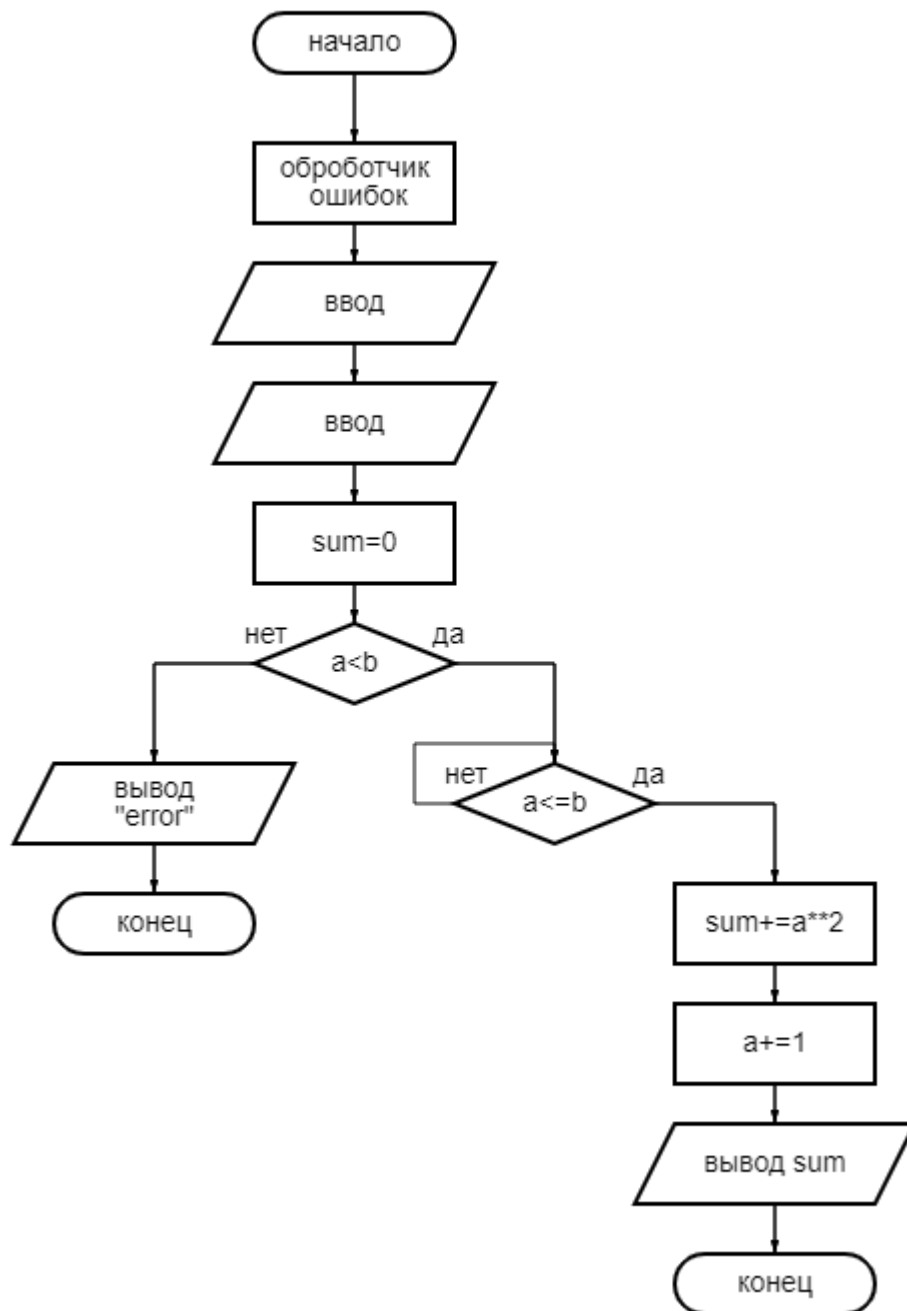 начало
оброботчик
ошибок
ввод
ввод
sum=0
нет
да
a<b
вывод
"error"
нет
да
a<=b
конец
sum+=a**2
a+=1
вывод sum
конец